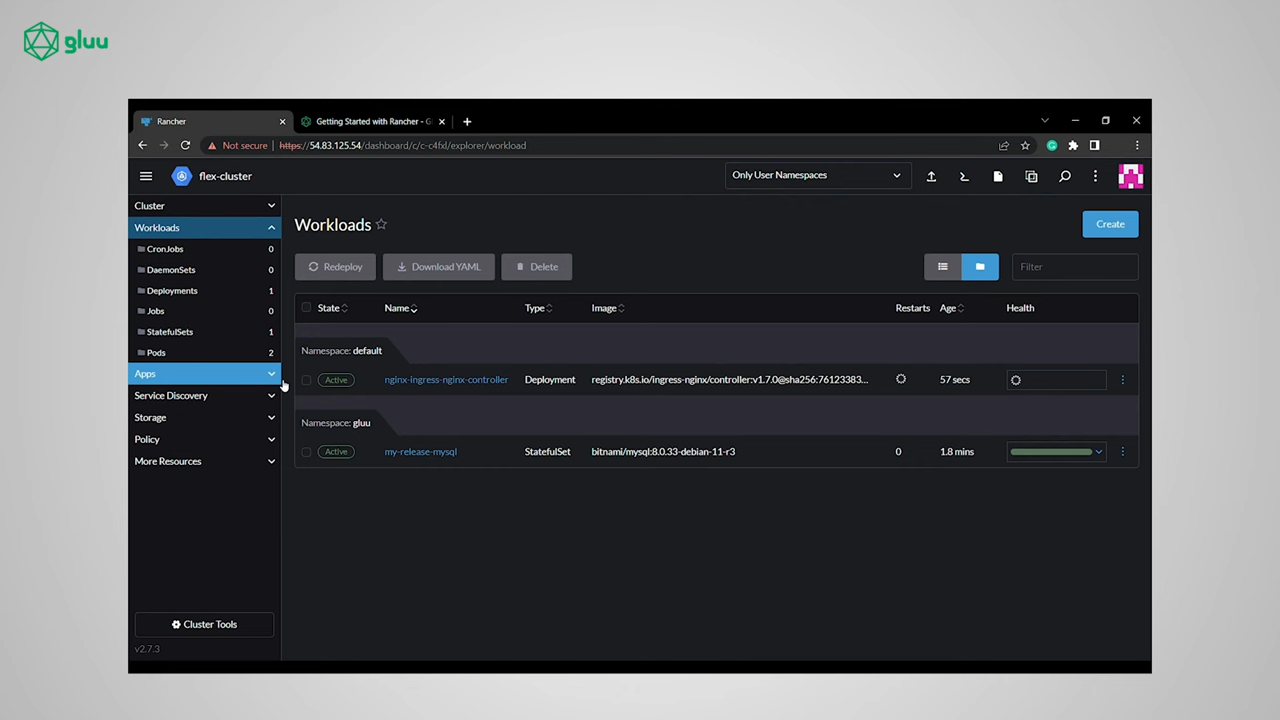 gluu
Rancher
Getting Started with Rancher - G
Not secure
https://54.83.125.54/dashboard/c/c-c4fxl/explorer/workload
flex-cluster
Only User Namespaces
Cluster
Workloads
CronJobs 0
DaemonSets 0
Deployments 1
Jobs 0
StatefulSets 1
Pods 2
Apps
Service Discovery
Storage
Policy
More Resources
Cluster Tools
v2.7.3
Workloads
Create
Redeploy
Download YAML
Delete
Filter
State Name Type Image Restarts Age Health
Namespace: default
Active nginx-ingress-nginx-controller Deployment registry.k8s.io/ingress-nginx/controller:v1.7.0@sha256:76123383... 57 secs
Namespace: gluu
Active my-release-mysql StatefulSet bitnami/mysql:8.0.33-debian-11-r3 0 1.8 mins